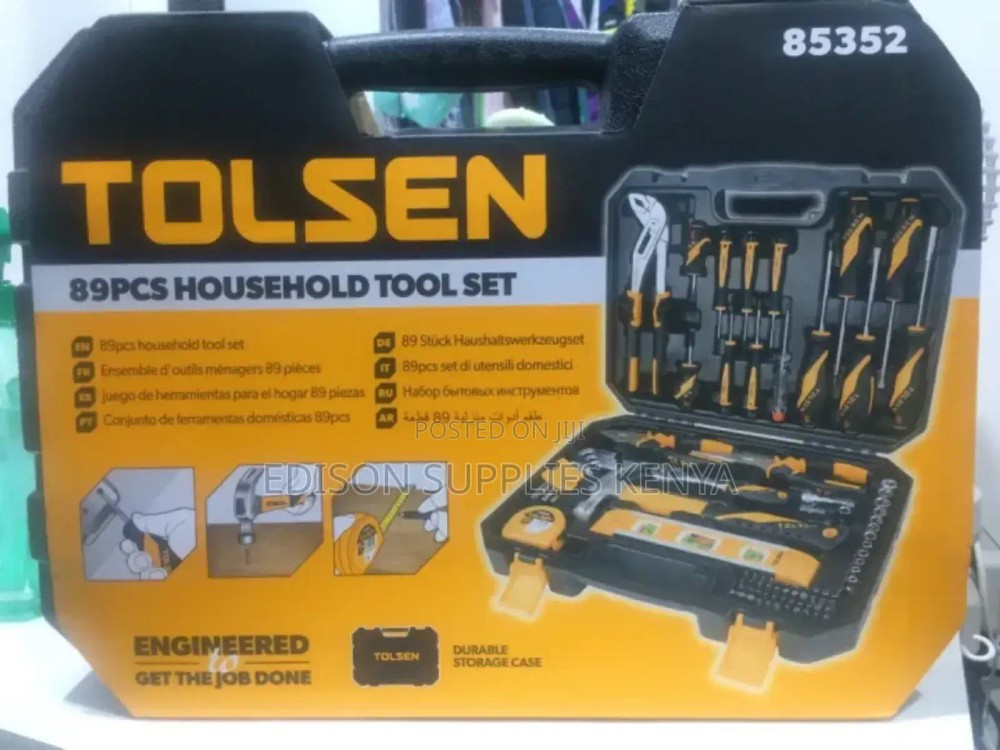 85352
TOLSEN
89PCS HOUSEHOLD TOOL SET
EN 89pcs household tool set
FR Ensemble d'outils ménagers 89 pièces
ES Juego de herramientas para el hogar 89 piezas
PT Conjunto de ferramentas domésticas 89pcs
DE 89 Stück Haushaltswerkzeugset
IT 89pcs set di utensili domestici
RU Набор бытовых инструментов
AR طقم أدوات منزلية 89 قطعة
POSTED ON JIJI
EDISON SUPPLIES KENYA
TOLSEN
ENGINEERED
to
GET THE JOB DONE
TOLSEN
DURABLE
STORAGE CASE